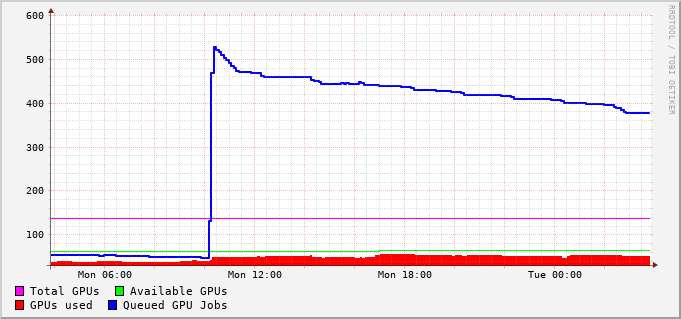 600
500
400
300
200
100
Mon 06:00 Mon 12:00 Mon 18:00 Tue 00:00
Total GPUs Available GPUs
GPUs used Queued GPU Jobs
RRDTOOL / TOBI OETIKER